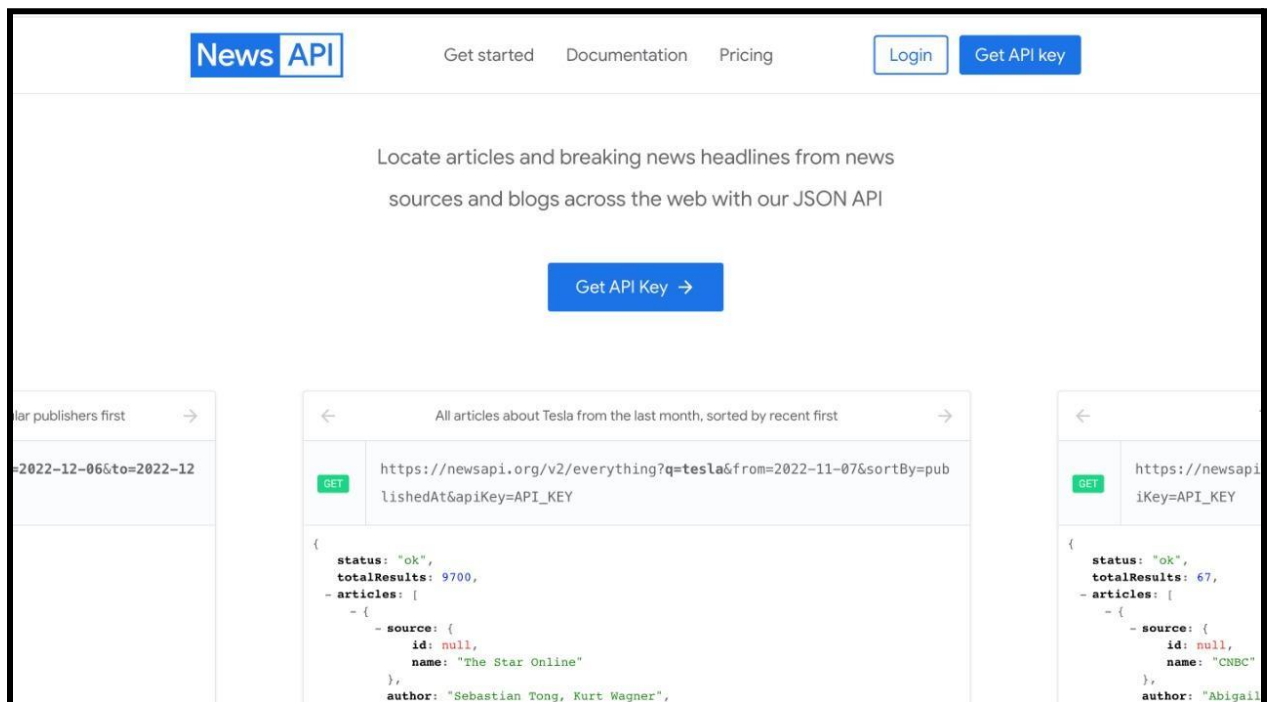 News API
Get started
Documentation
Pricing
Login
Get API key
Locate articles and breaking news headlines from news
sources and blogs across the web with our JSON API
Get API Key →
lar publishers first →
=2022-12-06&to=2022-12
← All articles about Tesla from the last month, sorted by recent first →
GET
https://newsapi.org/v2/everything?q=tesla&from=2022-11-07&sortBy=pub
lishedAt&apiKey=API_KEY
{
status: "ok",
totalResults: 9700,
- articles: [
- {
- source: {
id: null,
name: "The Star Online"
},
author: "Sebastian Tong, Kurt Wagner",
←
GET
https://newsapi
iKey=API_KEY
{
status: "ok",
totalResults: 67,
- articles: [
- {
- source: {
id: null,
name: "CNBC"
},
author: "Abigail